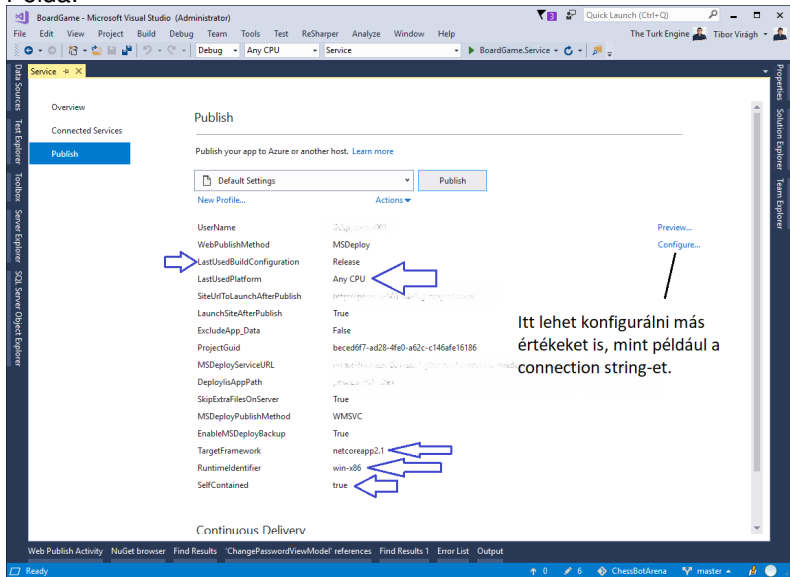 BoardGame - Microsoft Visual Studio (Administrator)
3
Quick Launch (Ctrl+Q)
File Edit View Project Build Debug Team Tools Test ReSharper Analyze Window Help
The Turk Engine Tibor Virágh
Debug Any CPU Service BoardGame.Service
Service
Data Sources
Test Explorer
Toolbox
Server Explorer
SQL Server Object Explorer
Properties
Solution Explorer
Team Explorer
Overview
Connected Services
Publish
Publish
Publish your app to Azure or another host. Learn more
Default Settings Publish
New Profile... Actions
UserName Preview...
WebPublishMethod MSDeploy Configure...
LastUsedBuildConfiguration Release
LastUsedPlatform Any CPU
SiteUrlToLaunchAfterPublish
LaunchSiteAfterPublish True
ExcludeApp_Data False
ProjectGuid beced6f7-ad28-4fe0-a62c-c146afe16186
MSDeployServiceURL
DeployIisAppPath
SkipExtraFilesOnServer True
MSDeployPublishMethod WMSVC
EnableMSDeployBackup True
TargetFramework netcoreapp2.1
RuntimeIdentifier win-x86
SelfContained true
Itt lehet konfigurálni más
értékeket is, mint például a
connection string-et.
Continuous Delivery
Web Publish Activity NuGet browser Find Results 'ChangePasswordViewModel' references Find Results 1 Error List Output
Ready 0 6 ChessBotArena master